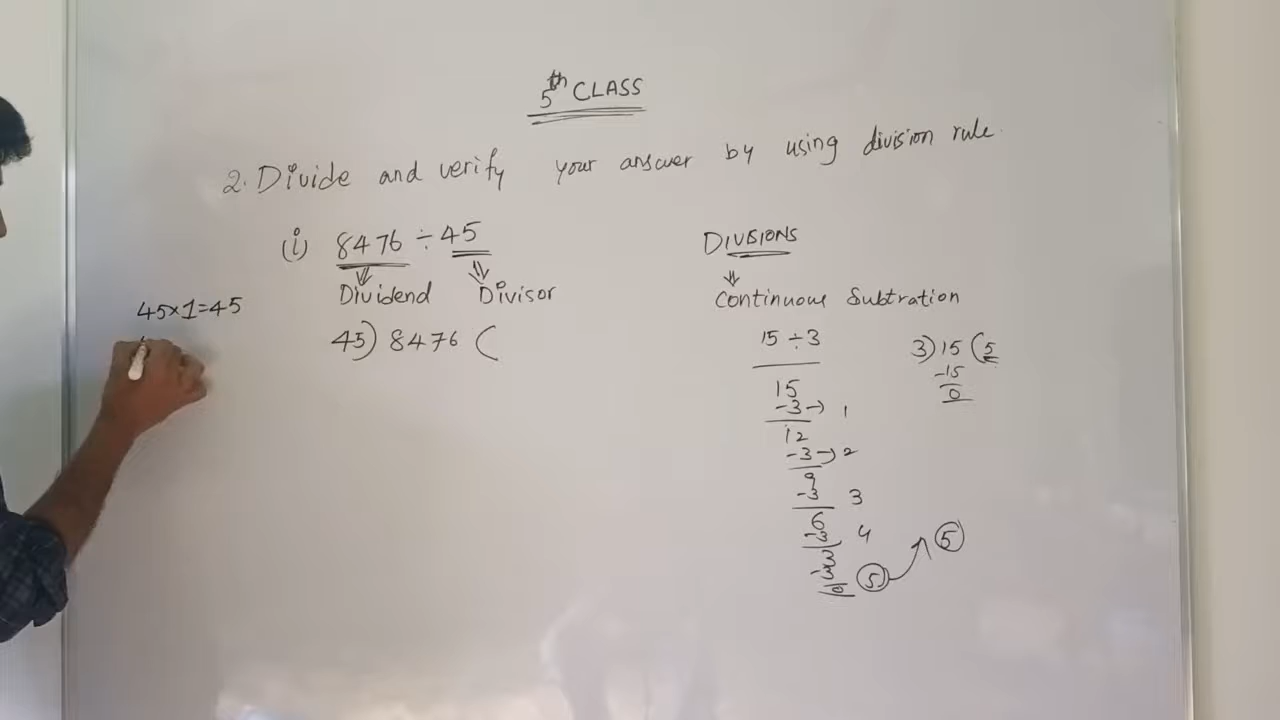 5th CLASS
2. Divide and verify your answer by using division rule.
(i) 8476 ÷ 45
Dividend Divisor
45×1=45
45) 8476 (
DIVISIONS
Continuous Subtration
15 ÷ 3
15
-3→ 1
12
-3→ 2
9
-3 3
6
-3 4
3
-3
0 5
5
3)15(5
-15
0